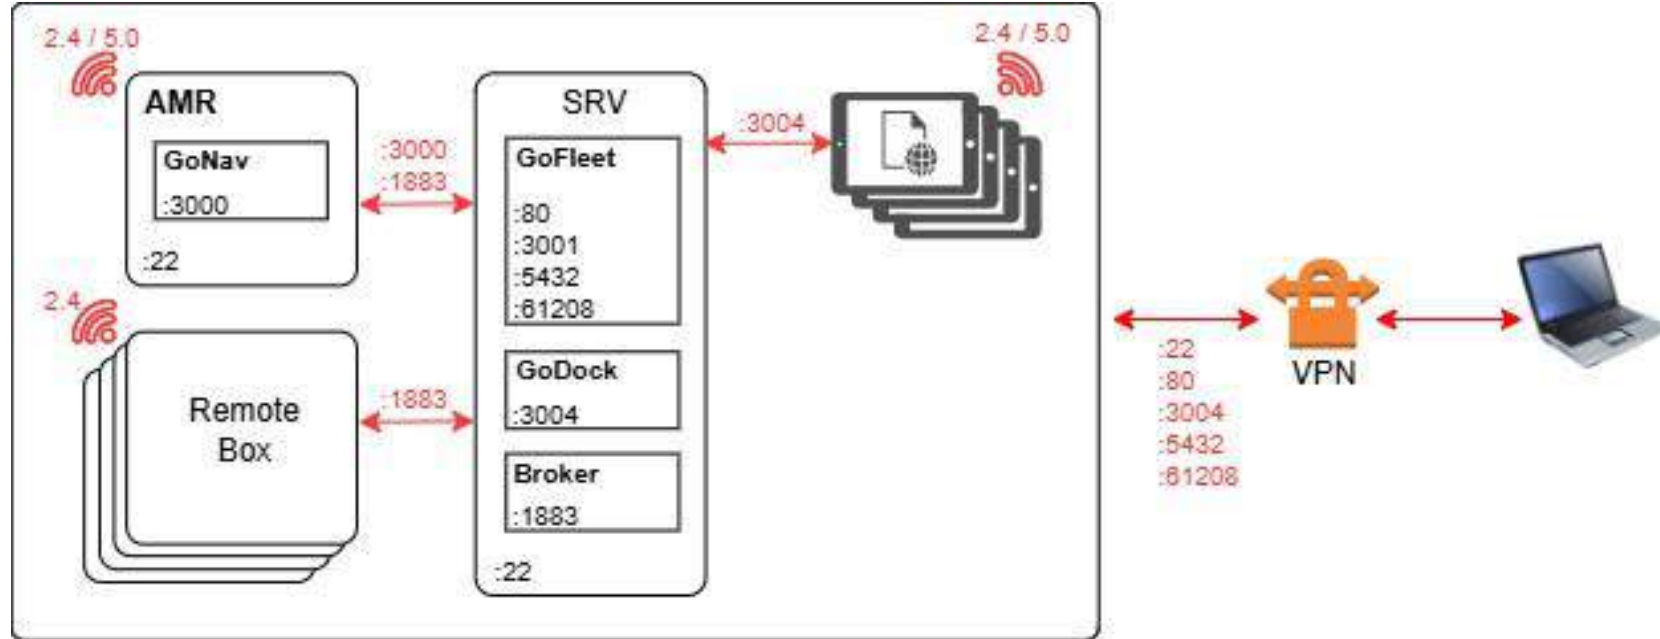 2.4 / 5.0
2.4 / 5.0
AMR
GoNav
:3000
:22
:3000
:1883
SRV
GoFleet
:80
:3001
:5432
:61208
GoDock
:3004
Broker
:1883
:22
:3004
2.4
Remote
Box
:1883
VPN
:22
:80
:3004
:5432
:61208